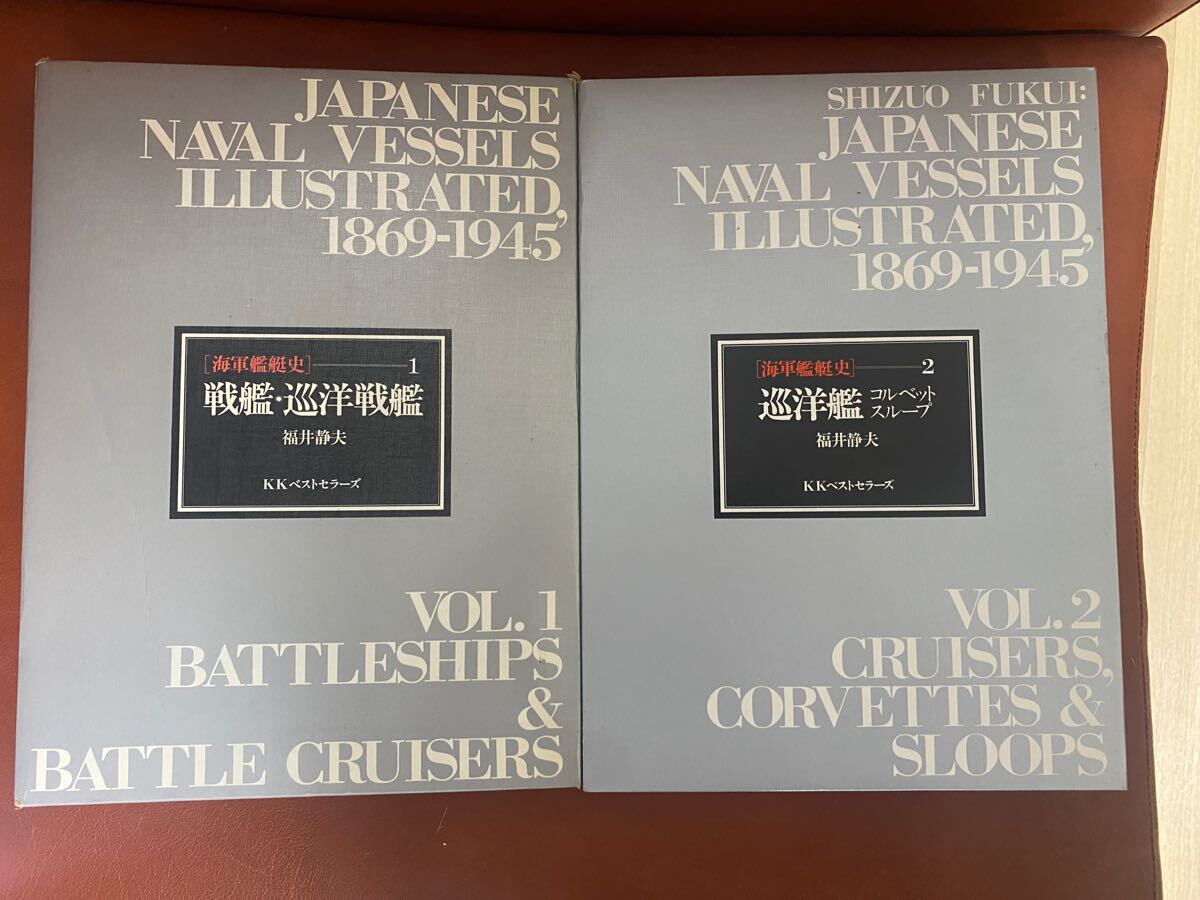 JAPANESE
NAVAL VESSELS
ILLUSTRATED,
1869-1945
[海軍艦艇史]——1
戦艦・巡洋戦艦
福井静夫
KKベストセラーズ
VOL. 1
BATTLESHIPS
&
BATTLE CRUISERS
SHIZUO FUKUI:
JAPANESE
NAVAL VESSELS
ILLUSTRATED,
1869-1945
[海軍艦艇史]——2
巡洋艦 コルベット
スループ
福井静夫
KKベストセラーズ
VOL. 2
CRUISERS,
CORVETTES &
SLOOPS